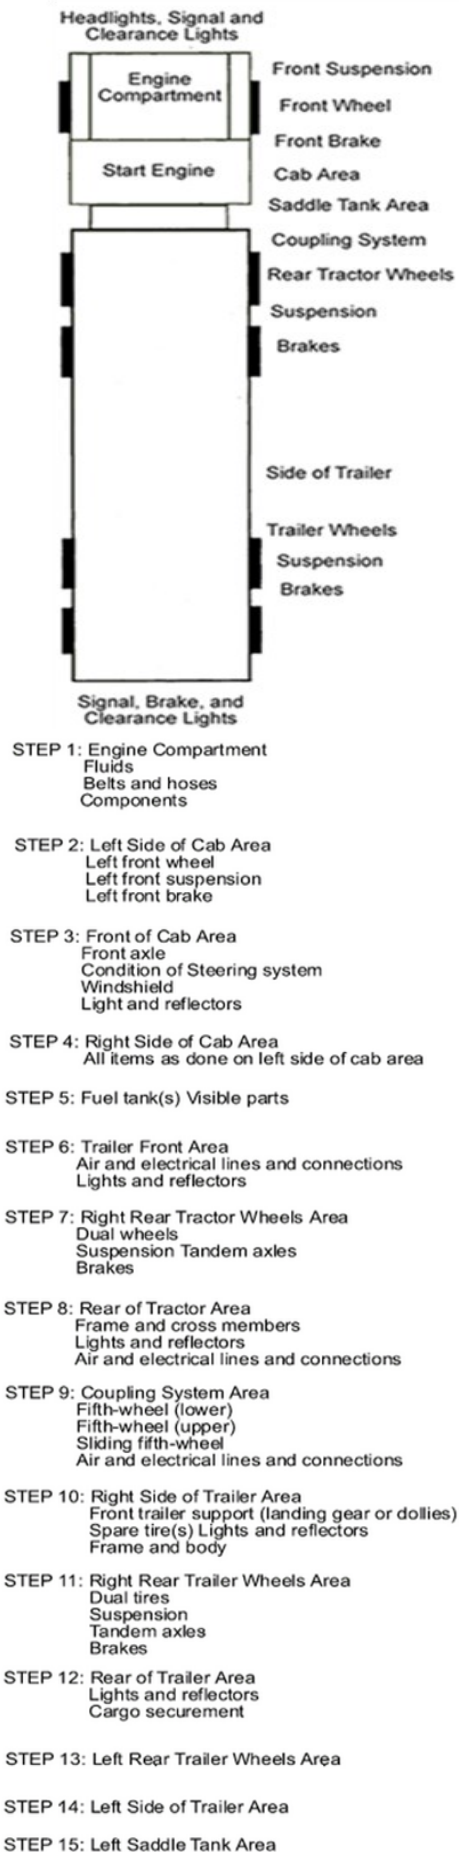 Headlights, Signal and
Clearance Lights
Engine
Compartment
Front Suspension
Front Wheel
Front Brake
Start Engine
Cab Area
Saddle Tank Area
Coupling System
Rear Tractor Wheels
Suspension
Brakes
Side of Trailer
Trailer Wheels
Suspension
Brakes
Signal, Brake, and
Clearance Lights
STEP 1: Engine Compartment
Fluids
Belts and hoses
Components
STEP 2: Left Side of Cab Area
Left front wheel
Left front suspension
Left front brake
STEP 3: Front of Cab Area
Front axle
Condition of Steering system
Windshield
Light and reflectors
STEP 4: Right Side of Cab Area
All items as done on left side of cab area
STEP 5: Fuel tank(s) Visible parts
STEP 6: Trailer Front Area
Air and electrical lines and connections
Lights and reflectors
STEP 7: Right Rear Tractor Wheels Area
Dual wheels
Suspension Tandem axles
Brakes
STEP 8: Rear of Tractor Area
Frame and cross members
Lights and reflectors
Air and electrical lines and connections
STEP 9: Coupling System Area
Fifth-wheel (lower)
Fifth-wheel (upper)
Sliding fifth-wheel
Air and electrical lines and connections
STEP 10: Right Side of Trailer Area
Front trailer support (landing gear or dollies)
Spare tire(s) Lights and reflectors
Frame and body
STEP 11: Right Rear Trailer Wheels Area
Dual tires
Suspension
Tandem axles
Brakes
STEP 12: Rear of Trailer Area
Lights and reflectors
Cargo securement
STEP 13: Left Rear Trailer Wheels Area
STEP 14: Left Side of Trailer Area
STEP 15: Left Saddle Tank Area